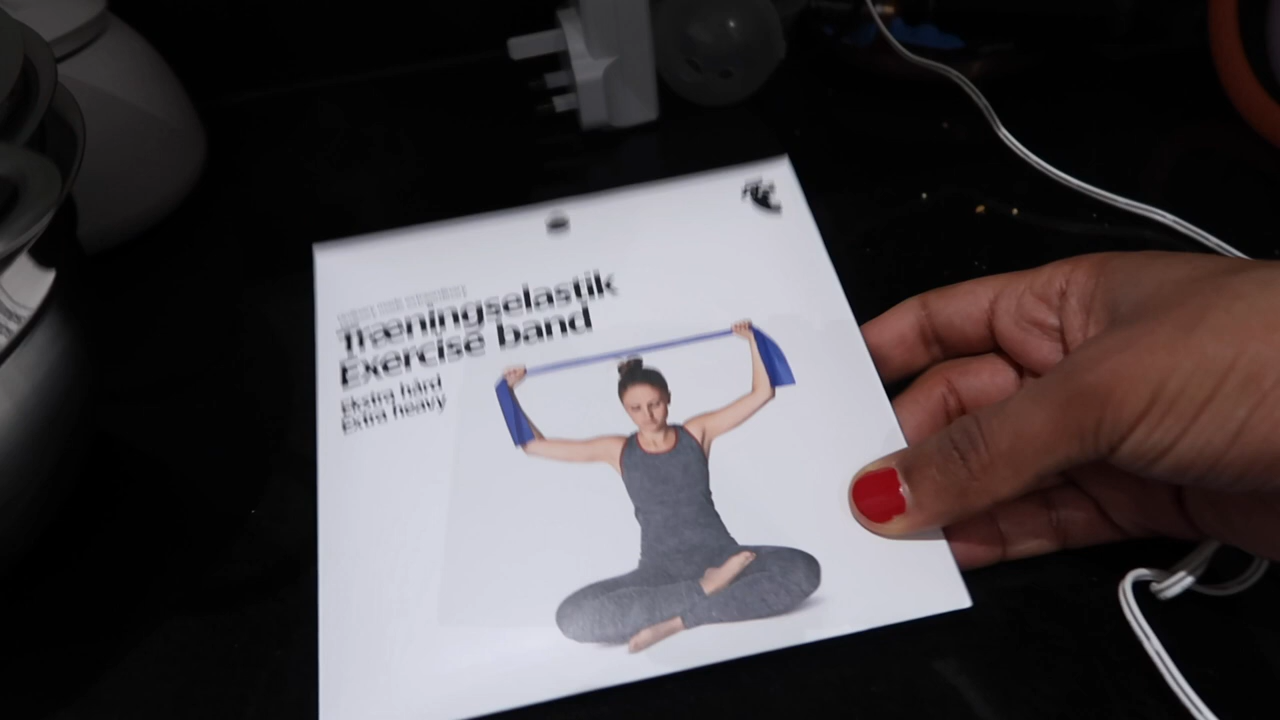 Træningselastik
Exercise band
Ekstra hård
Extra heavy